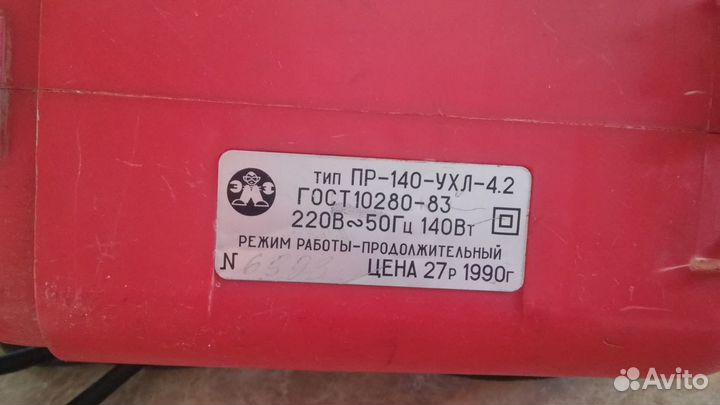 тип ПР-140-УХЛ-4.2
ГОСТ10280-83
220В~50Гц 140Вт
РЕЖИМ РАБОТЫ-ПРОДОЛЖИТЕЛЬНЫЙ
N
ЦЕНА 27р 1990г
Avito